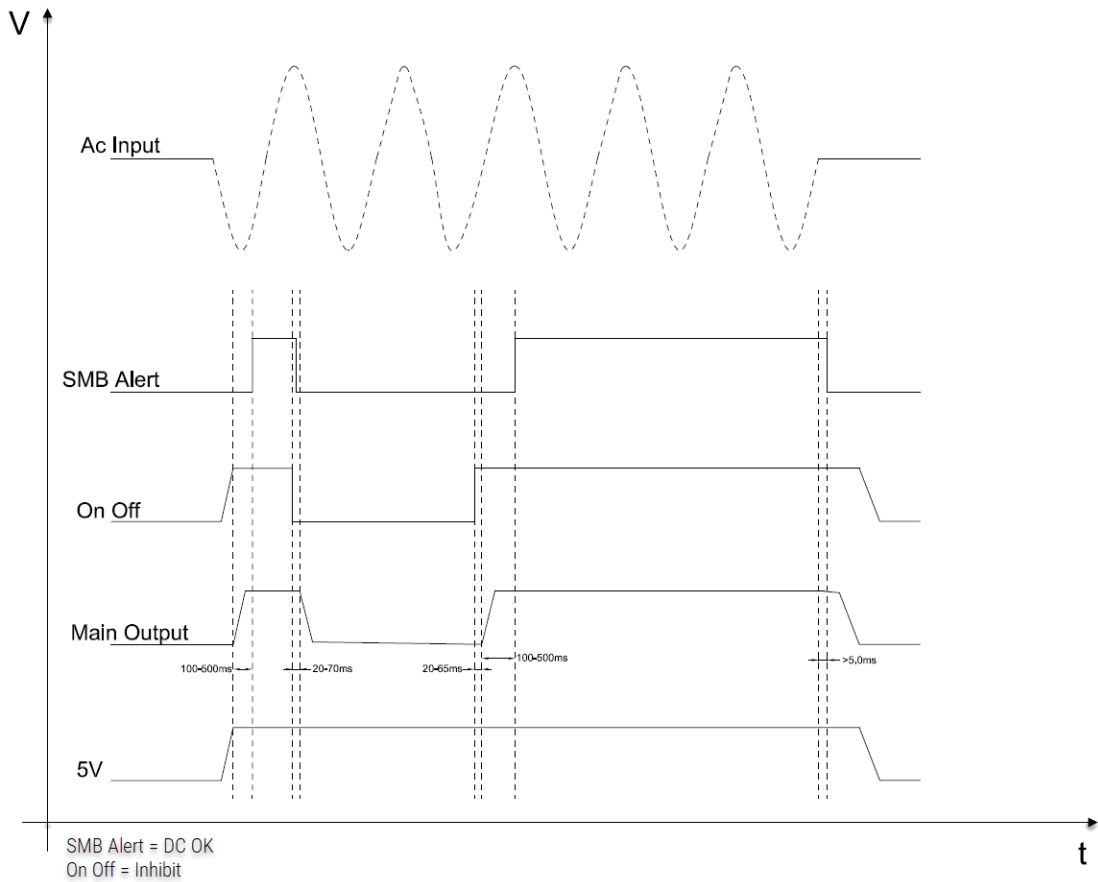 V
Ac Input
SMB Alert
On Off
Main Output
100-500ms
20-70ms
20-65ms
100-500ms
>5,0ms
5V
t
SMB Alert = DC OK
On Off = Inhibit